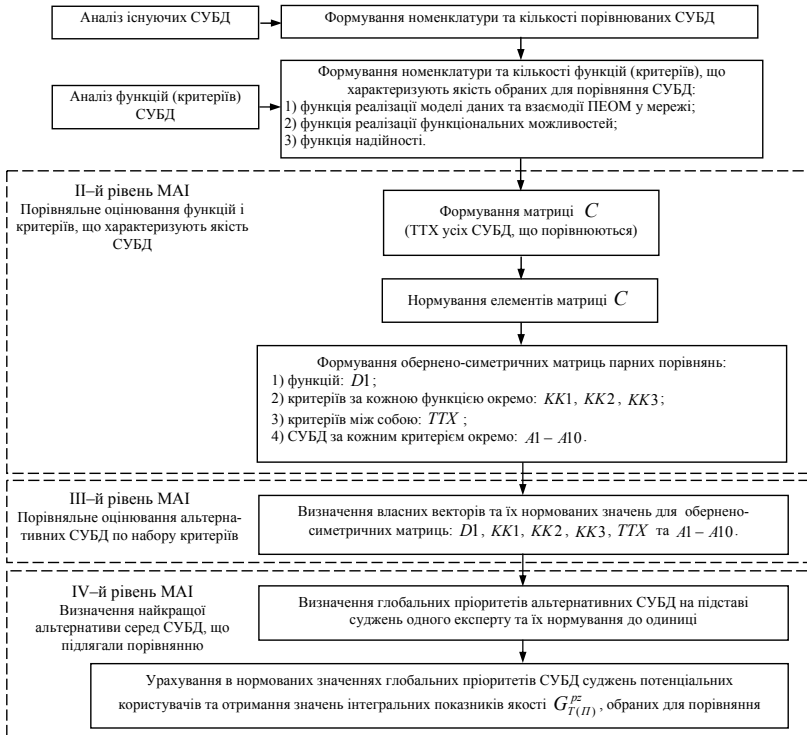 Аналіз існуючих СУБД
Формування номенклатури та кількості порівнюваних СУБД
Аналіз функцій (критеріїв)
СУБД
Формування номенклатури та кількості функцій (критеріїв), що
характеризують якість обраних для порівняння СУБД:
1) функція реалізації моделі даних та взаємодії ПЕОМ у мережі;
2) функція реалізації функціональних можливостей;
3) функція надійності.
II–й рівень МАІ
Порівняльне оцінювання функцій і
критеріїв, що характеризують якість
СУБД
Формування матриці C
(ТТХ усіх СУБД, що порівнюються)
Нормування елементів матриці C
Формування обернено-симетричних матриць парних порівнянь:
1) функцій: D1;
2) критеріїв за кожною функцією окремо: KK1, KK2, KK3;
3) критеріїв між собою: TTX;
4) СУБД за кожним критерієм окремо: A1 – A10.
III–й рівень МАІ
Порівняльне оцінювання альтерна-
тивних СУБД по набору критеріїв
Визначення власних векторів та їх нормованих значень для обернено-
симетричних матриць: D1, KK1, KK2, KK3, TTX та A1 – A10.
IV–й рівень МАІ
Визначення найкращої
альтернативи серед СУБД, що
підлягали порівнянню
Визначення глобальних пріоритетів альтернативних СУБД на підставі
суджень одного експерту та їх нормування до одиниці
Урахування в нормованих значеннях глобальних пріоритетів СУБД суджень потенціальних
користувачів та отримання значень інтегральних показників якості G^{pz}_{T(П)}, обраних для порівняння